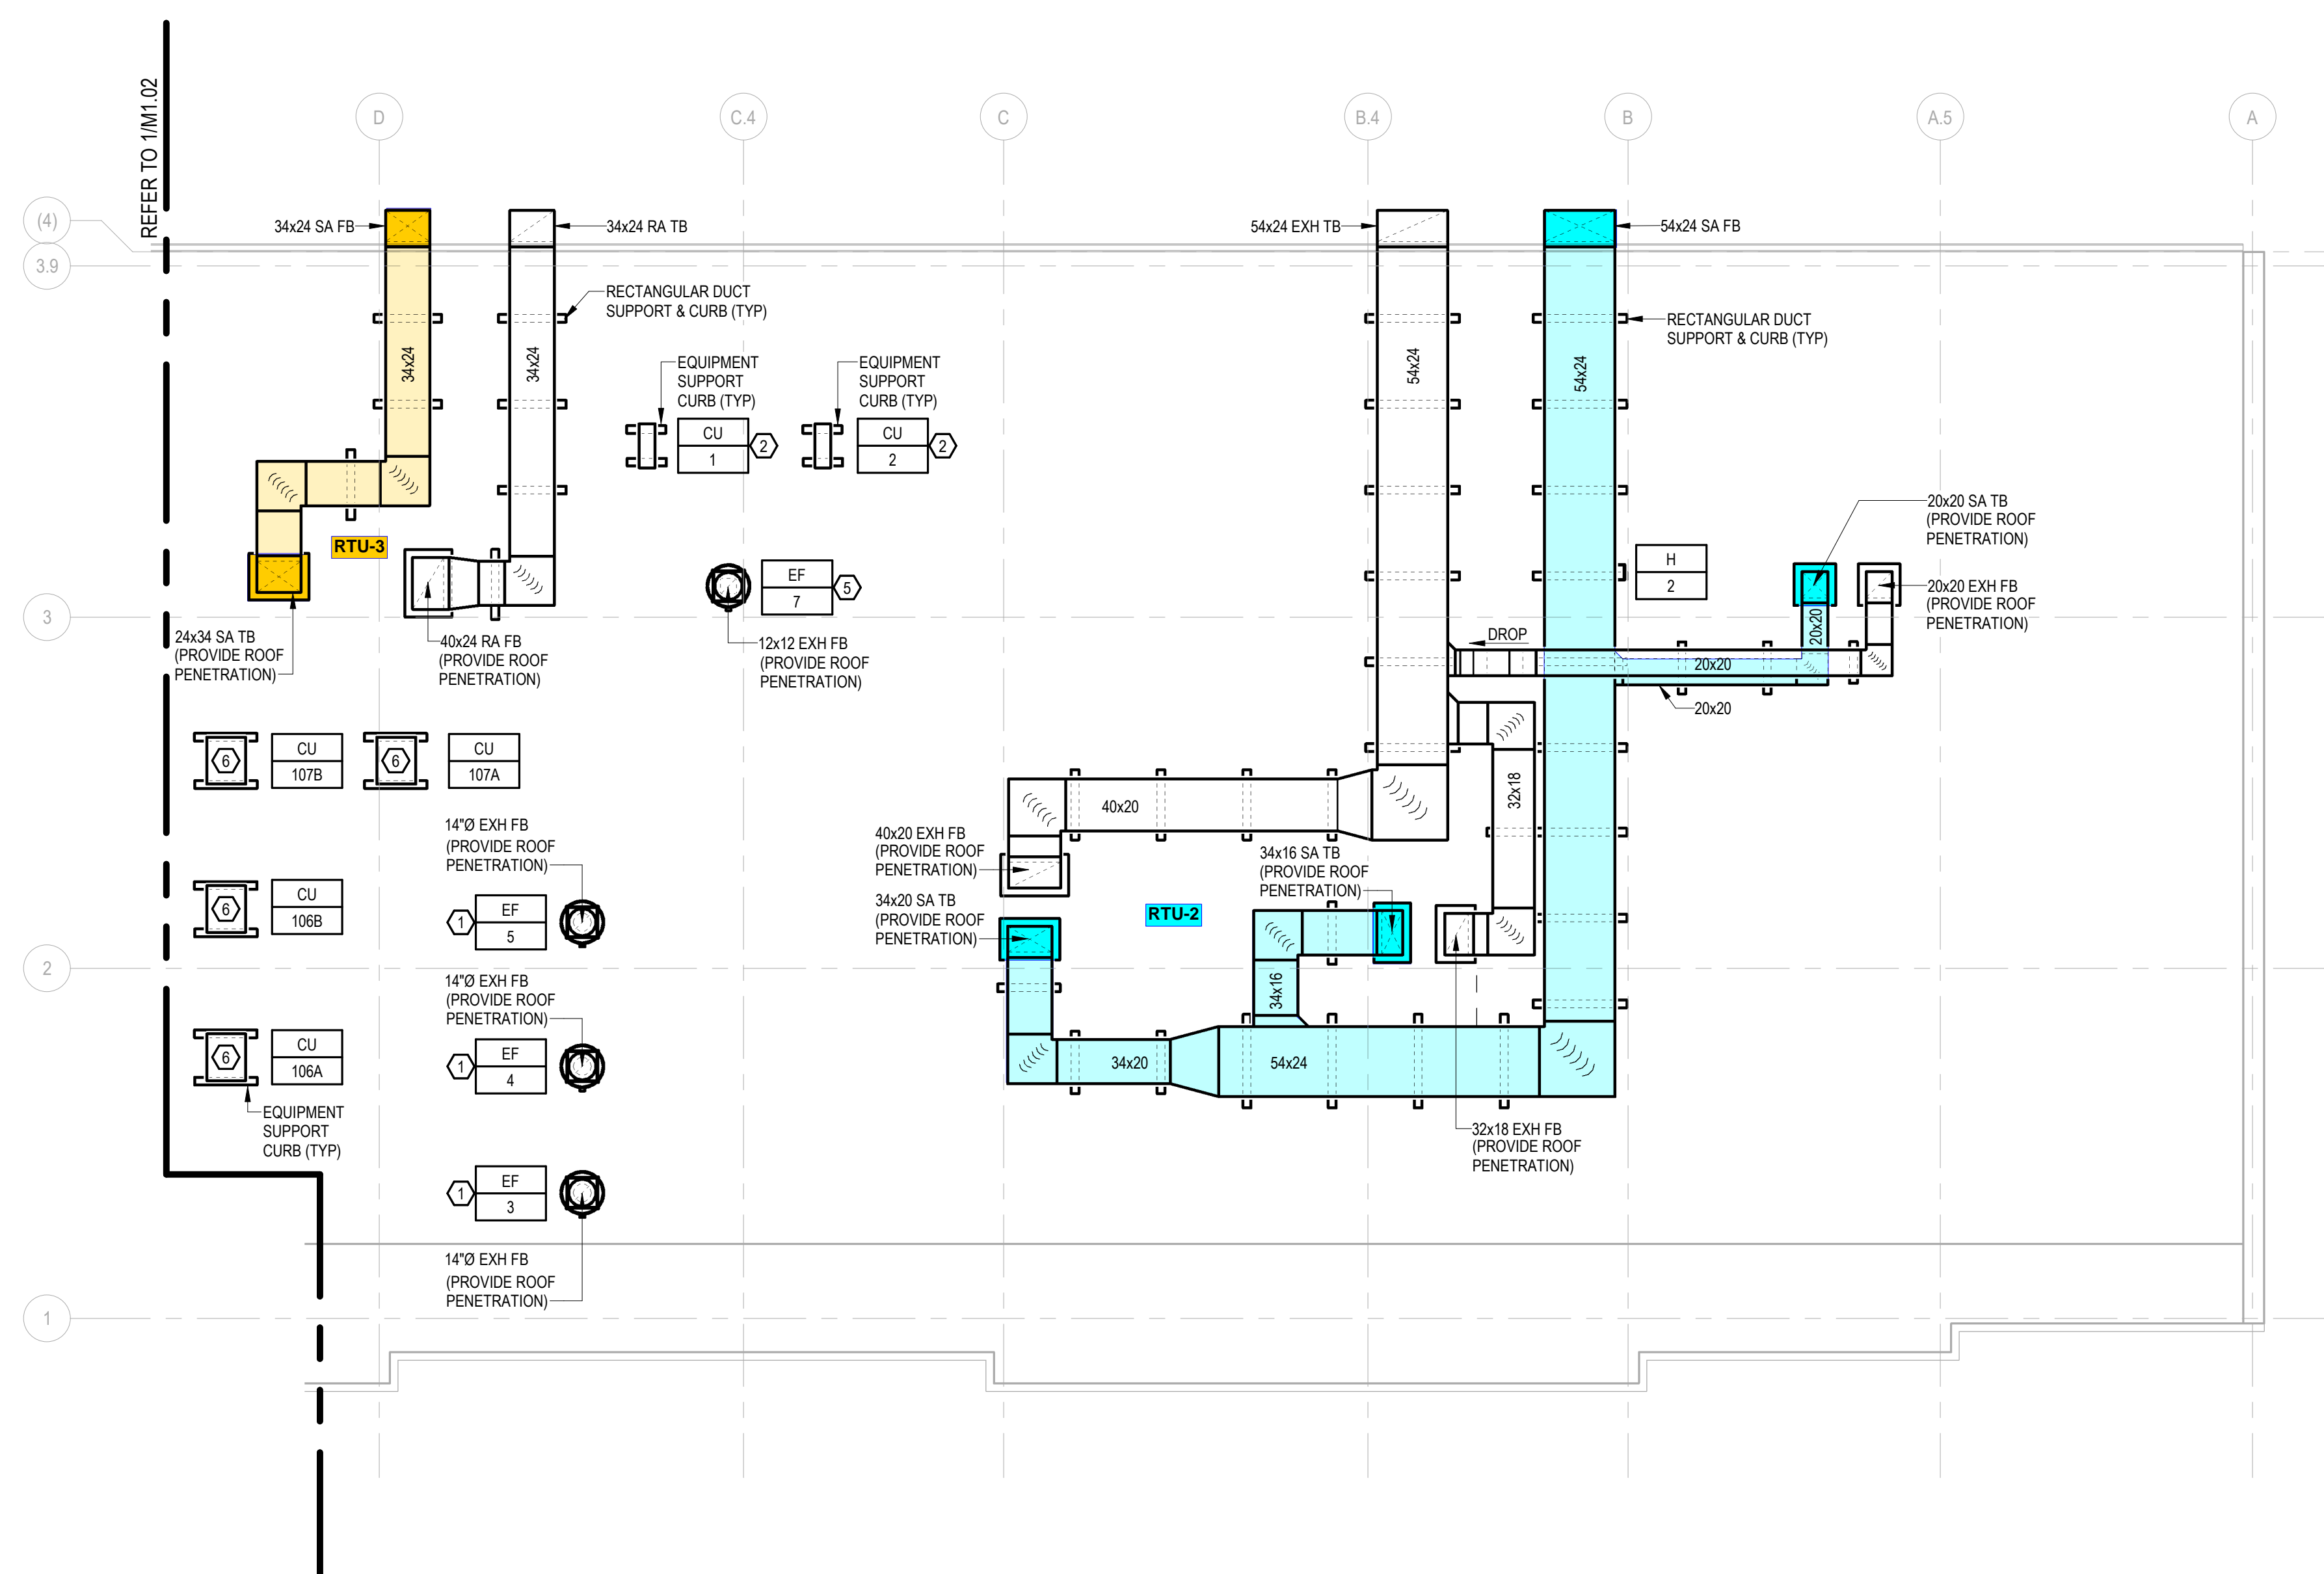 REFER TO 1/M1.02
D
C.4
C
B.4
B
A.5
A
(4)
3.9
3
2
1
34x24 SA FB
34x24 RA TB
54x24 EXH TB
54x24 SA FB
RECTANGULAR DUCT
SUPPORT & CURB (TYP)
RECTANGULAR DUCT
SUPPORT & CURB (TYP)
34x24
34x24
54x24
54x24
EQUIPMENT
SUPPORT
CURB (TYP)
CU
1
2
EQUIPMENT
SUPPORT
CURB (TYP)
CU
2
2
RTU-3
24x34 SA TB
(PROVIDE ROOF
PENETRATION)
40x24 RA FB
(PROVIDE ROOF
PENETRATION)
EF
7
5
12x12 EXH FB
(PROVIDE ROOF
PENETRATION)
H
2
20x20 SA TB
(PROVIDE ROOF
PENETRATION)
20x20 EXH FB
(PROVIDE ROOF
PENETRATION)
DROP
20x20
20x20
20x20
6
CU
107B
6
CU
107A
32x18
40x20
14"Ø EXH FB
(PROVIDE ROOF
PENETRATION)
40x20 EXH FB
(PROVIDE ROOF
PENETRATION)
34x16 SA TB
(PROVIDE ROOF
PENETRATION)
34x20 SA TB
(PROVIDE ROOF
PENETRATION)
RTU-2
6
CU
106B
1
EF
5
14"Ø EXH FB
(PROVIDE ROOF
PENETRATION)
34x16
6
CU
106A
1
EF
4
34x20
54x24
EQUIPMENT
SUPPORT
CURB (TYP)
32x18 EXH FB
(PROVIDE ROOF
PENETRATION)
1
EF
3
14"Ø EXH FB
(PROVIDE ROOF
PENETRATION)